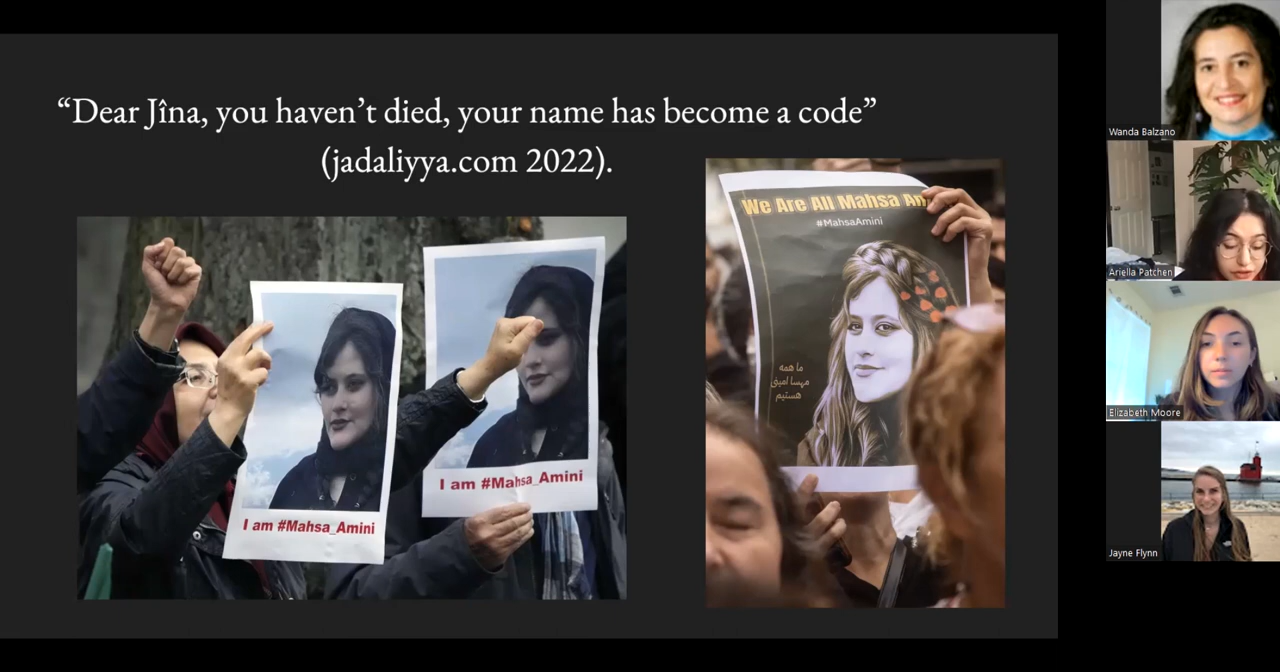 “Dear Jîna, you haven’t died, your name has become a code”
(jadaliyya.com 2022).
I am #Mahsa_Amini
I am #Mahsa_Amini
We Are All Mahsa Am
#MahsaAmini
ما همه
مهسا امینی
هستیم
Wanda Balzano
Ariella Patchen
Elizabeth Moore
Jayne Flynn